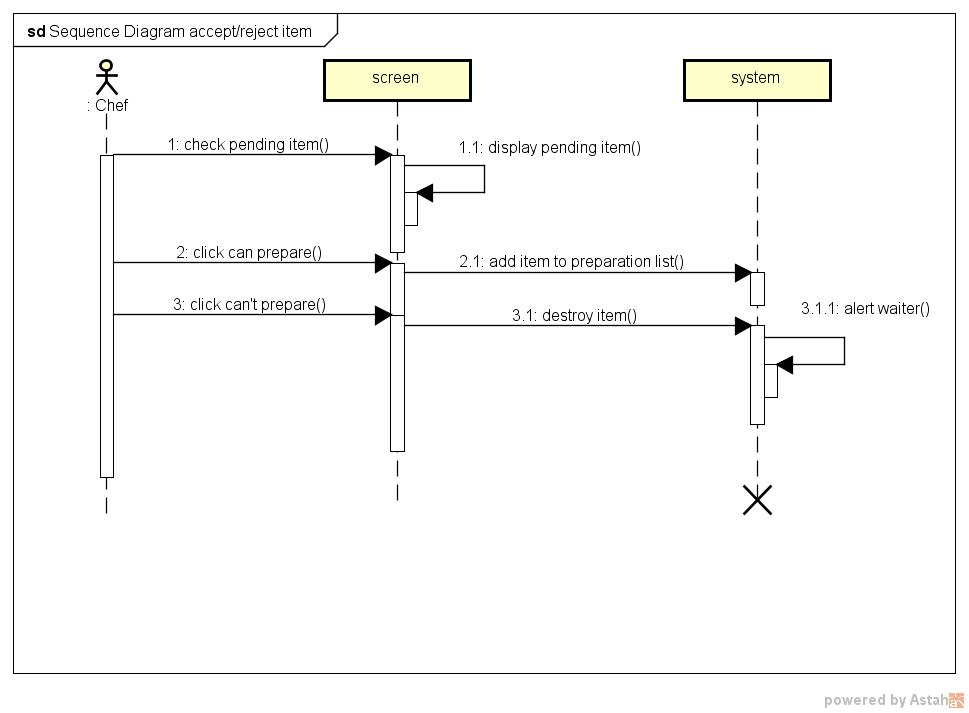 sd Sequence Diagram accept/reject item
: Chef
screen
system
1: check pending item()
1.1: display pending item()
2: click can prepare()
2.1: add item to preparation list()
3: click can't prepare()
3.1: destroy item()
3.1.1: alert waiter()
powered by Astah